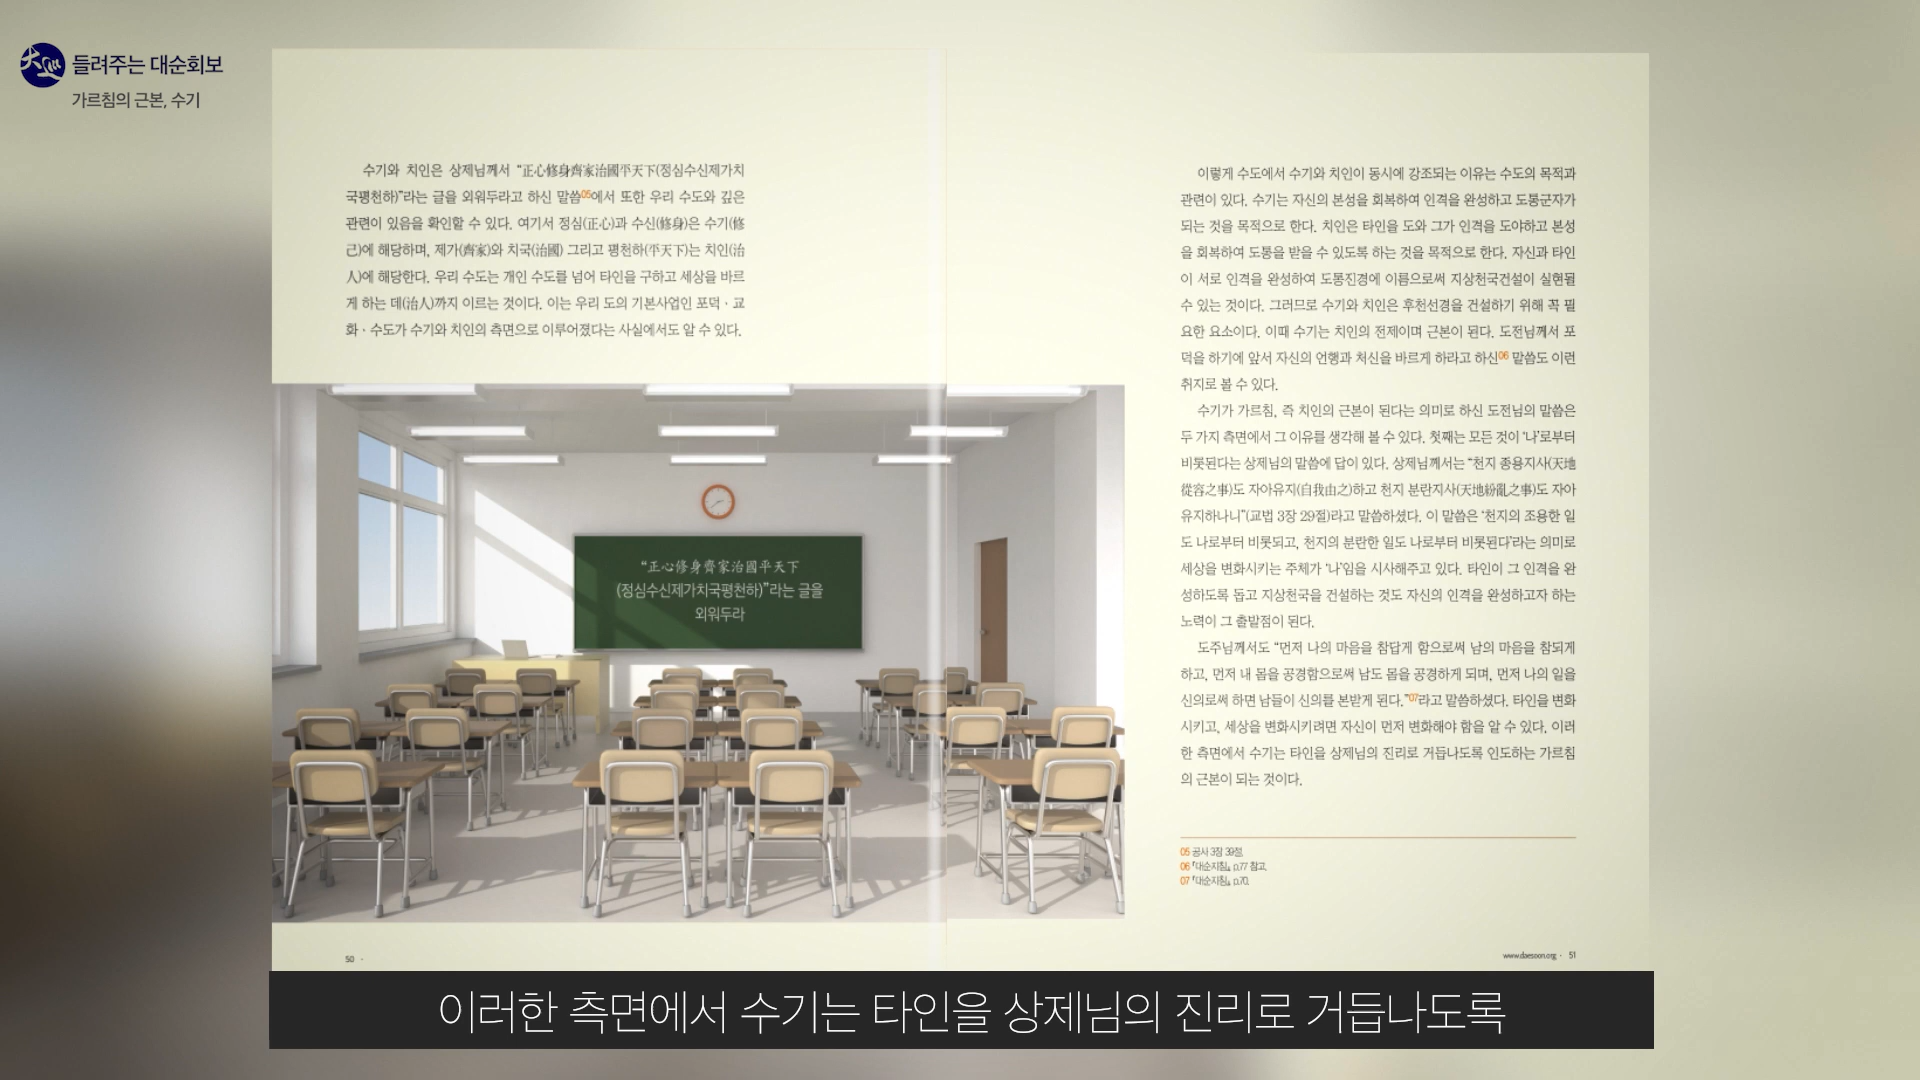 들려주는 대순회보
가르침의 근본, 수기
수기와 치인은 상제님께서 “正心修身齊家治國平天下(정심수신제가치
국평천하)”라는 글을 외워두라고 하신 말씀05에서 또한 우리 수도와 깊은
관련이 있음을 확인할 수 있다. 여기서 정심(正心)과 수신(修身)은 수기(修
己)에 해당하며, 제가(齊家)와 치국(治國) 그리고 평천하(平天下)는 치인(治
人)에 해당한다. 우리 수도는 개인 수도를 넘어 타인을 구하고 세상을 바르
게 하는 데(治人)까지 이르는 것이다. 이는 우리 도의 기본사업인 포덕 · 교
화 · 수도가 수기와 치인의 측면으로 이루어졌다는 사실에서도 알 수 있다.
“正心修身齊家治國平天下
(정심수신제가치국평천하)”라는 글을
외워두라
50 ·
이렇게 수도에서 수기와 치인이 동시에 강조되는 이유는 수도의 목적과
관련이 있다. 수기는 자신의 본성을 회복하여 인격을 완성하고 도통군자가
되는 것을 목적으로 한다. 치인은 타인을 도와 그가 인격을 도야하고 본성
을 회복하여 도통을 받을 수 있도록 하는 것을 목적으로 한다. 자신과 타인
이 서로 인격을 완성하여 도통진경에 이름으로써 지상천국건설이 실현될
수 있는 것이다. 그러므로 수기와 치인은 후천선경을 건설하기 위해 꼭 필
요한 요소이다. 이때 수기는 치인의 전제이며 근본이 된다. 도전님께서 포
덕을 하기에 앞서 자신의 언행과 처신을 바르게 하라고 하신06 말씀도 이런
취지로 볼 수 있다.
수기가 가르침, 즉 치인의 근본이 된다는 의미로 하신 도전님의 말씀은
두 가지 측면에서 그 이유를 생각해 볼 수 있다. 첫째는 모든 것이 ‘나’로부터
비롯된다는 상제님의 말씀에 답이 있다. 상제님께서는 “천지 종용지사(天地
從容之事)도 자아유지(自我由之)하고 천지 분란지사(天地紛亂之事)도 자아
유지하나니”(교법 3장 29절)라고 말씀하셨다. 이 말씀은 ‘천지의 조용한 일
도 나로부터 비롯되고, 천지의 분란한 일도 나로부터 비롯된다’라는 의미로
세상을 변화시키는 주체가 ‘나’임을 시사해주고 있다. 타인이 그 인격을 완
성하도록 돕고 지상천국을 건설하는 것도 자신의 인격을 완성하고자 하는
노력이 그 출발점이 된다.
도주님께서도 “먼저 나의 마음을 참답게 함으로써 남의 마음을 참되게
하고, 먼저 내 몸을 공경함으로써 남도 몸을 공경하게 되며, 먼저 나의 일을
신의로써 하면 남들이 신의를 본받게 된다.”07라고 말씀하셨다. 타인을 변화
시키고, 세상을 변화시키려면 자신이 먼저 변화해야 함을 알 수 있다. 이러
한 측면에서 수기는 타인을 상제님의 진리로 거듭나도록 인도하는 가르침
의 근본이 되는 것이다.
05 공사 3장 39절.
06 『대순지침』, p.77 참고.
07 『대순지침』, p.70.
www.daesoon.org · 51
이러한 측면에서 수기는 타인을 상제님의 진리로 거듭나도록